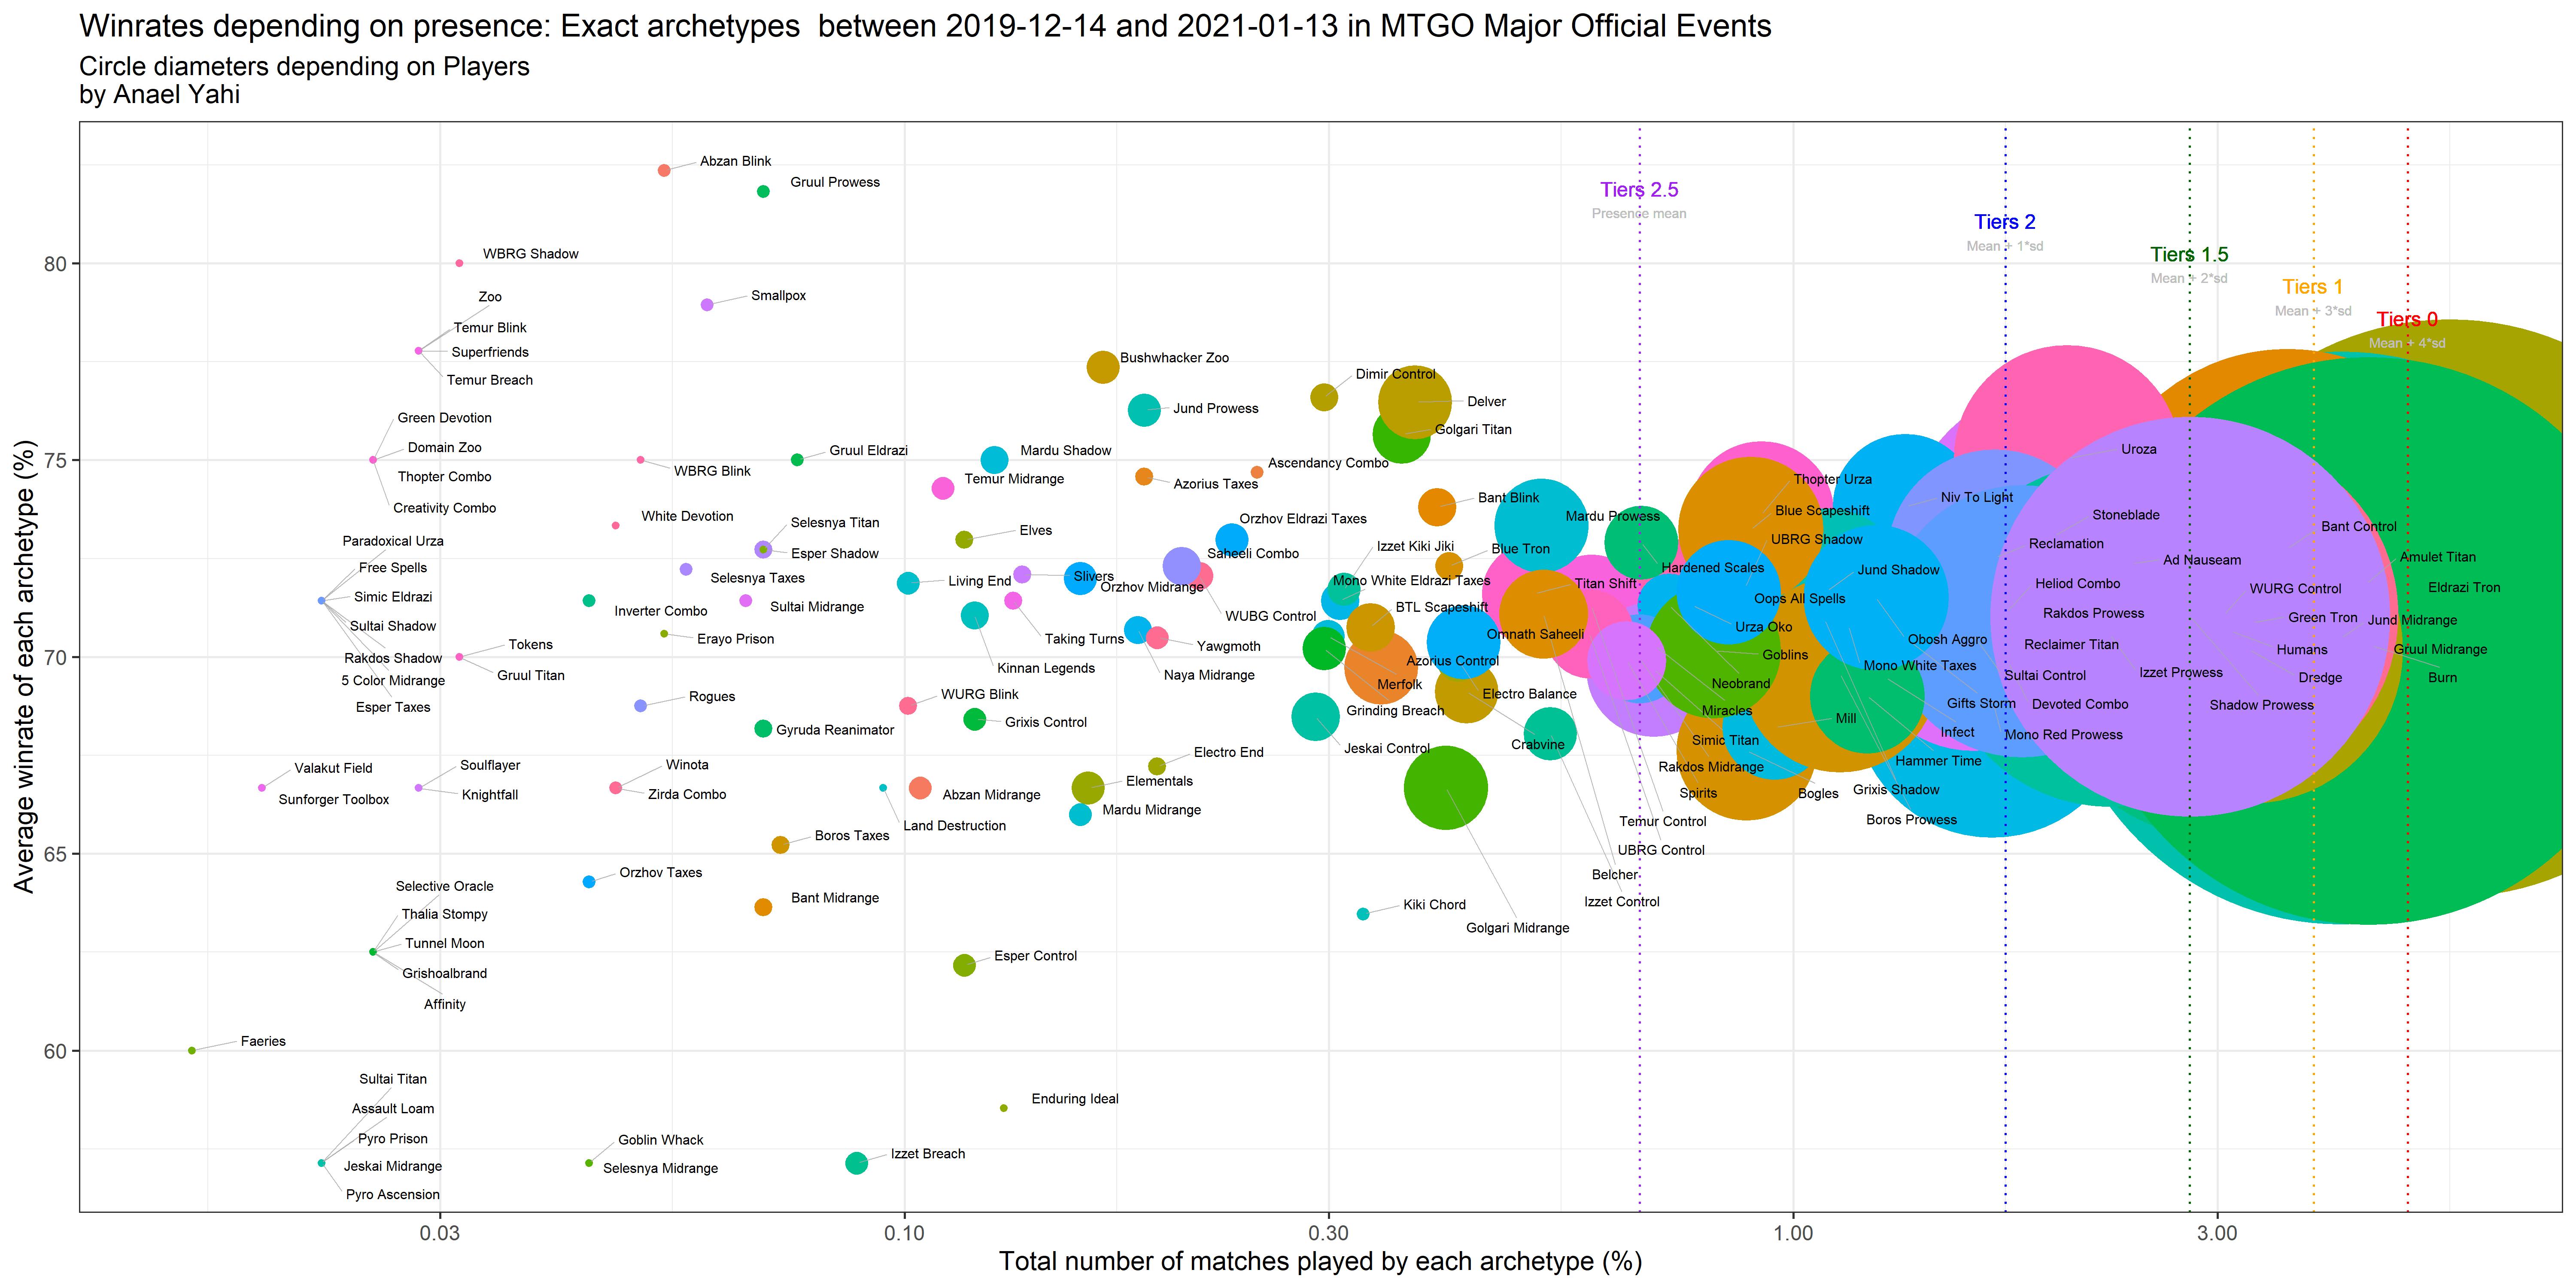 Winrates depending on presence: Exact archetypes  between 2019-12-14 and 2021-01-13 in MTGO Major Official Events
Circle diameters depending on Players
by Anael Yahi
Average winrate of each archetype (%)
80
75
70
65
60
Abzan Blink
Gruul Prowess
WBRG Shadow
Zoo
Smallpox
Temur Blink
Superfriends
Temur Breach
Green Devotion
Domain Zoo
Thopter Combo
Creativity Combo
WBRG Blink
Gruul Eldrazi
White Devotion
Selesnya Titan
Esper Shadow
Selesnya Taxes
Sultai Midrange
Inverter Combo
Erayo Prison
Paradoxical Urza
Free Spells
Simic Eldrazi
Sultai Shadow
Rakdos Shadow
5 Color Midrange
Esper Taxes
Tokens
Gruul Titan
Rogues
Gyruda Reanimator
Valakut Field
Sunforger Toolbox
Soulflayer
Knightfall
Winota
Zirda Combo
Boros Taxes
Orzhov Taxes
Bant Midrange
Selective Oracle
Thalia Stompy
Tunnel Moon
Grishoalbrand
Affinity
Faeries
Sultai Titan
Assault Loam
Pyro Prison
Jeskai Midrange
Pyro Ascension
Goblin Whack
Selesnya Midrange
Izzet Breach
Enduring Ideal
Esper Control
Bushwhacker Zoo
Jund Prowess
Mardu Shadow
Temur Midrange
Azorius Taxes
Ascendancy Combo
Elves
Orzhov Eldrazi Taxes
Saheeli Combo
Living End
Slivers
Orzhov Midrange
WUBG Control
Taking Turns
Kinnan Legends
Yawgmoth
Naya Midrange
WURG Blink
Grixis Control
Electro End
Elementals
Abzan Midrange
Mardu Midrange
Land Destruction
Dimir Control
Delver
Golgari Titan
Bant Blink
Mardu Prowess
Izzet Kiki Jiki
Blue Tron
Mono White Eldrazi Taxes
Titan Shift
BTL Scapeshift
Omnath Saheeli
Azorius Control
Merfolk
Electro Balance
Grinding Breach
Jeskai Control
Crabvine
Kiki Chord
Golgari Midrange
Izzet Control
Belcher
UBRG Control
Temur Control
Spirits
Rakdos Midrange
Simic Titan
Miracles
Neobrand
Goblins
Urza Oko
Hardened Scales
Oops All Spells
UBRG Shadow
Blue Scapeshift
Thopter Urza
Jund Shadow
Niv To Light
Obosh Aggro
Mono White Taxes
Mill
Bogles
Grixis Shadow
Boros Prowess
Hammer Time
Infect
Gifts Storm
Sultai Control
Devoted Combo
Mono Red Prowess
Uroza
Stoneblade
Reclamation
Heliod Combo
Rakdos Prowess
Reclaimer Titan
Izzet Prowess
Shadow Prowess
Ad Nauseam
Bant Control
WURG Control
Green Tron
Humans
Dredge
Amulet Titan
Eldrazi Tron
Jund Midrange
Gruul Midrange
Burn
Tiers 2.5
Presence mean
Tiers 2
Mean + 1*sd
Tiers 1.5
Mean + 2*sd
Tiers 1
Mean + 3*sd
Tiers 0
Mean + 4*sd
0.03
0.10
0.30
1.00
3.00
Total number of matches played by each archetype (%)